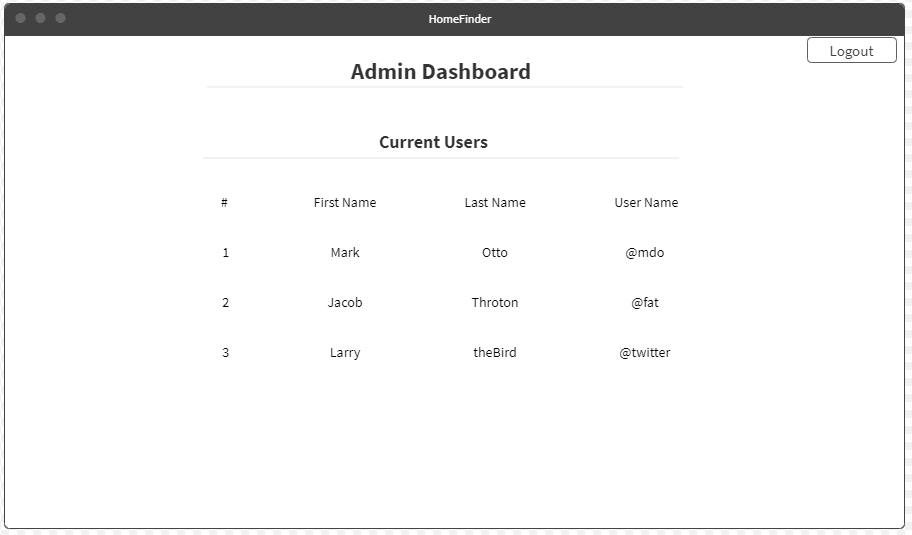 HomeFinder
Logout
Admin Dashboard
Current Users
# First Name Last Name User Name
1 Mark Otto @mdo
2 Jacob Throton @fat
3 Larry theBird @twitter